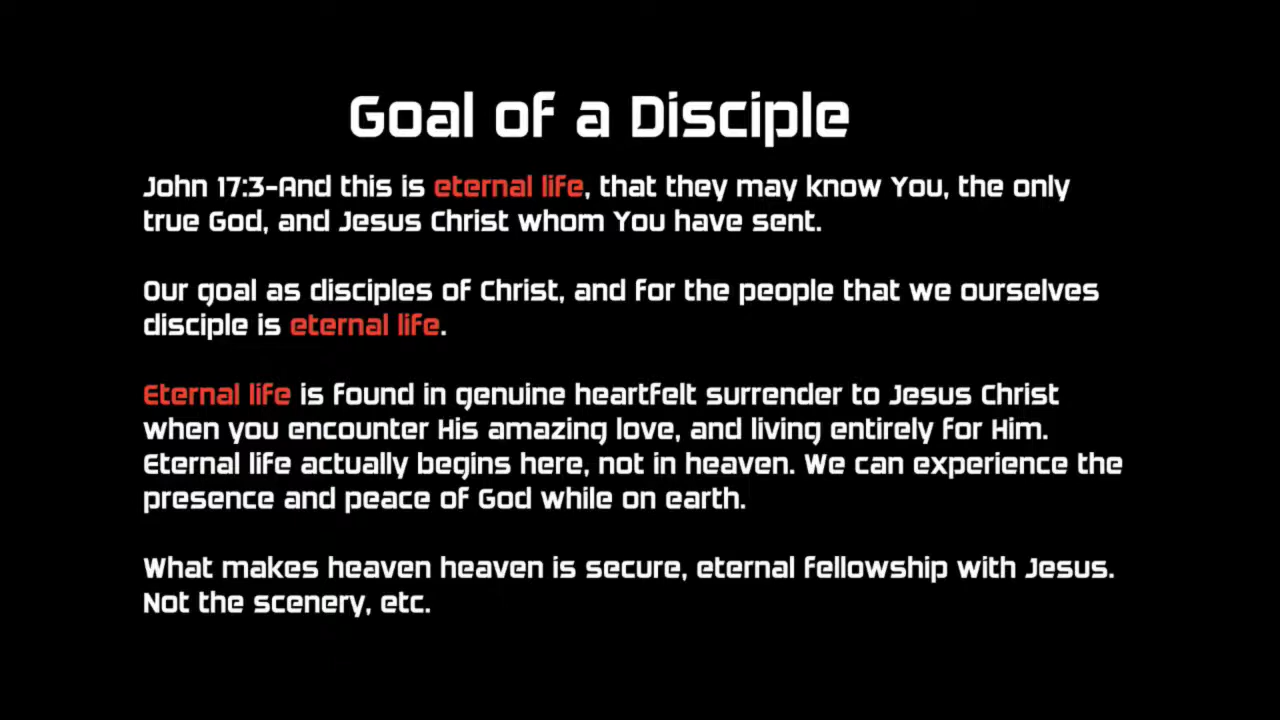 Goal of a Disciple
John 17:3-And this is eternal life, that they may know You, the only
true God, and Jesus Christ whom You have sent.
Our goal as disciples of Christ, and for the people that we ourselves
disciple is eternal life.
Eternal life is found in genuine heartfelt surrender to Jesus Christ
when you encounter His amazing love, and living entirely for Him.
Eternal life actually begins here, not in heaven. We can experience the
presence and peace of God while on earth.
What makes heaven heaven is secure, eternal fellowship with Jesus.
Not the scenery, etc.